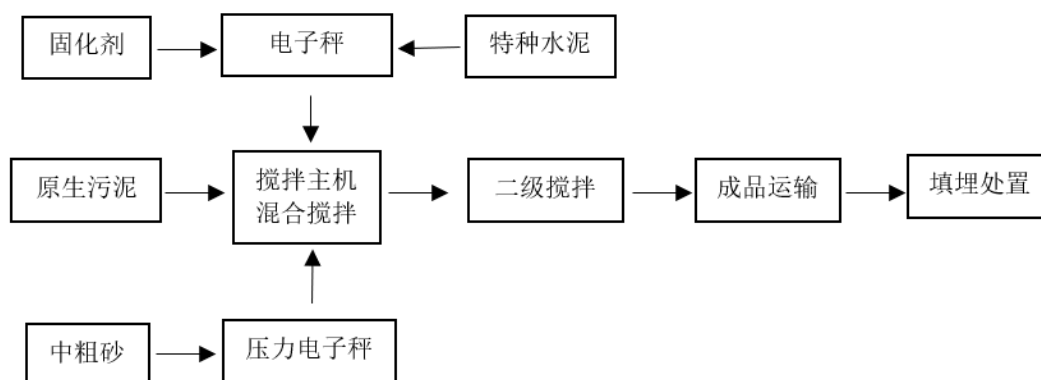 固化剂
电子秤
特种水泥
原生污泥
搅拌主机
混合搅拌
二级搅拌
成品运输
填埋处置
中粗砂
压力电子秤